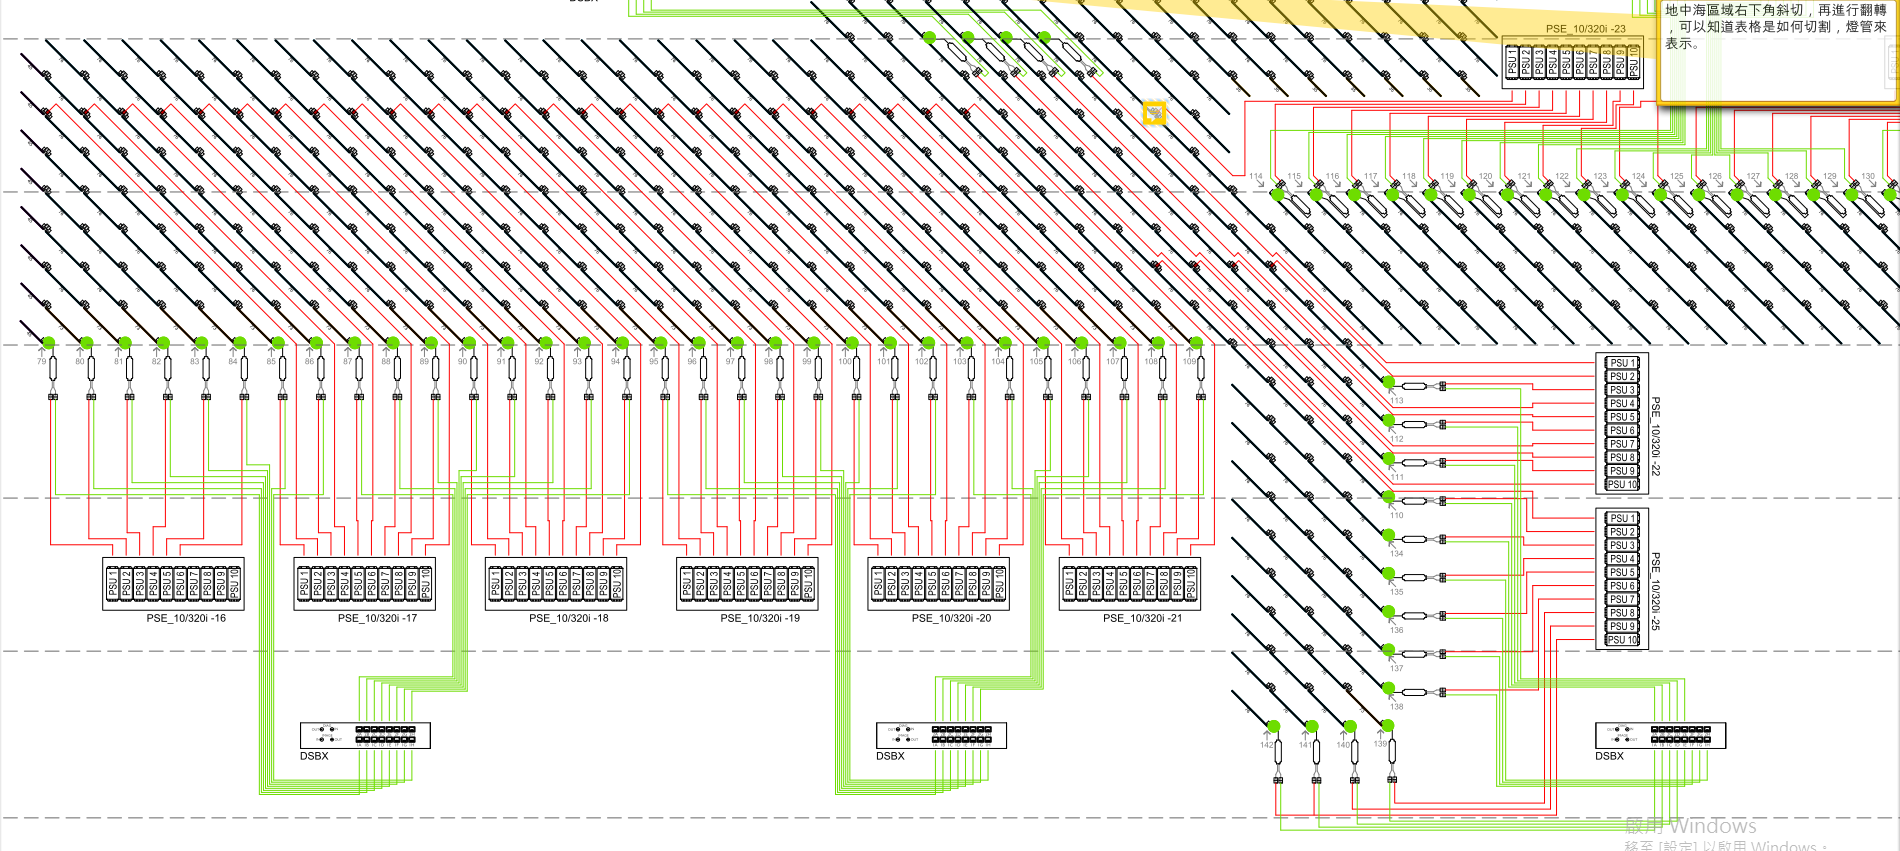 DSBX
地中海區域右下角斜切，再進行翻轉
，可以知道表格是如何切割，燈管來
表示。
PSE_10/320i -23
PSU 1 PSU 2 PSU 3 PSU 4 PSU 5 PSU 6 PSU 7 PSU 8 PSU 9 PSU 10
114 115 116 117 118 119 120 121 122 123 124 125 126 127 128 129 130
79 80 81 82 83 84 85 86 87 88 89 90 91 92 93 94 95 96 97 98 99 100 101 102 103 104 105 106 107 108 109
113
112
111
110
134
135
136
137
138
142 141 140 139
PSU 1
PSU 2
PSU 3
PSU 4
PSU 5
PSU 6
PSU 7
PSU 8
PSU 9
PSU 10
PSE_10/320i -22
PSU 1
PSU 2
PSU 3
PSU 4
PSU 5
PSU 6
PSU 7
PSU 8
PSU 9
PSU 10
PSE_10/320i -25
PSU 1 PSU 2 PSU 3 PSU 4 PSU 5 PSU 6 PSU 7 PSU 8 PSU 9 PSU 10
PSE_10/320i -16
PSU 1 PSU 2 PSU 3 PSU 4 PSU 5 PSU 6 PSU 7 PSU 8 PSU 9 PSU 10
PSE_10/320i -17
PSU 1 PSU 2 PSU 3 PSU 4 PSU 5 PSU 6 PSU 7 PSU 8 PSU 9 PSU 10
PSE_10/320i -18
PSU 1 PSU 2 PSU 3 PSU 4 PSU 5 PSU 6 PSU 7 PSU 8 PSU 9 PSU 10
PSE_10/320i -19
PSU 1 PSU 2 PSU 3 PSU 4 PSU 5 PSU 6 PSU 7 PSU 8 PSU 9 PSU 10
PSE_10/320i -20
PSU 1 PSU 2 PSU 3 PSU 4 PSU 5 PSU 6 PSU 7 PSU 8 PSU 9 PSU 10
PSE_10/320i -21
DSBX
DSBX
DSBX
啟用 Windows
移至 [設定] 以啟用 Windows。